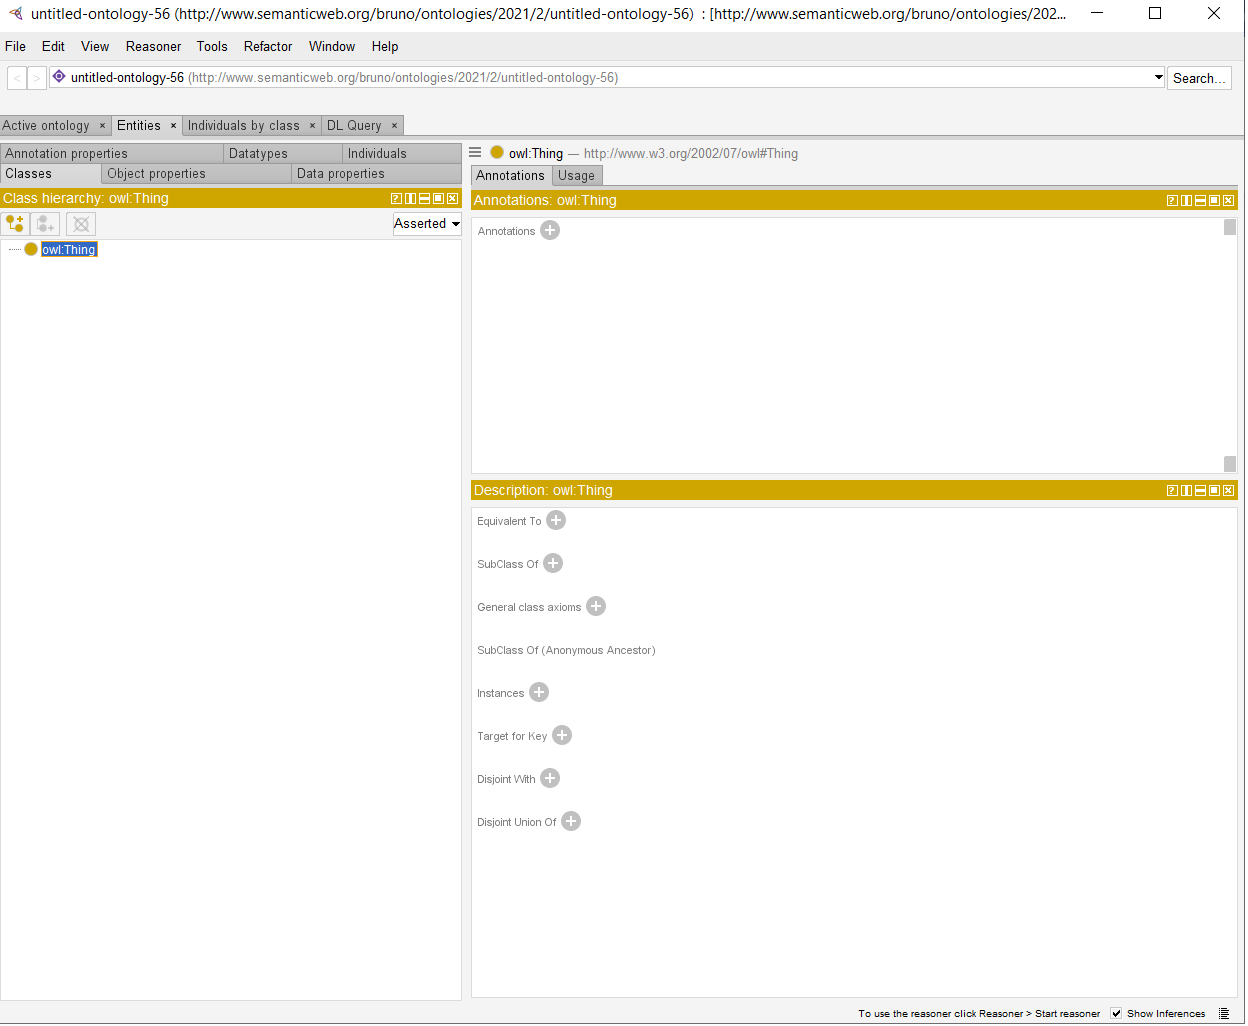 untitled-ontology-56 (http://www.semanticweb.org/bruno/ontologies/2021/2/untitled-ontology-56) : [http://www.semanticweb.org/bruno/ontologies/202...
File Edit View Reasoner Tools Refactor Window Help
< > untitled-ontology-56 (http://www.semanticweb.org/bruno/ontologies/2021/2/untitled-ontology-56) Search...
Active ontology × Entities × Individuals by class × DL Query ×
Annotation properties Datatypes Individuals
Classes Object properties Data properties
Class hierarchy: owl:Thing
Asserted
owl:Thing
owl:Thing — http://www.w3.org/2002/07/owl#Thing
Annotations Usage
Annotations: owl:Thing
Annotations
Description: owl:Thing
Equivalent To
SubClass Of
General class axioms
SubClass Of (Anonymous Ancestor)
Instances
Target for Key
Disjoint With
Disjoint Union Of
To use the reasoner click Reasoner > Start reasoner Show Inferences